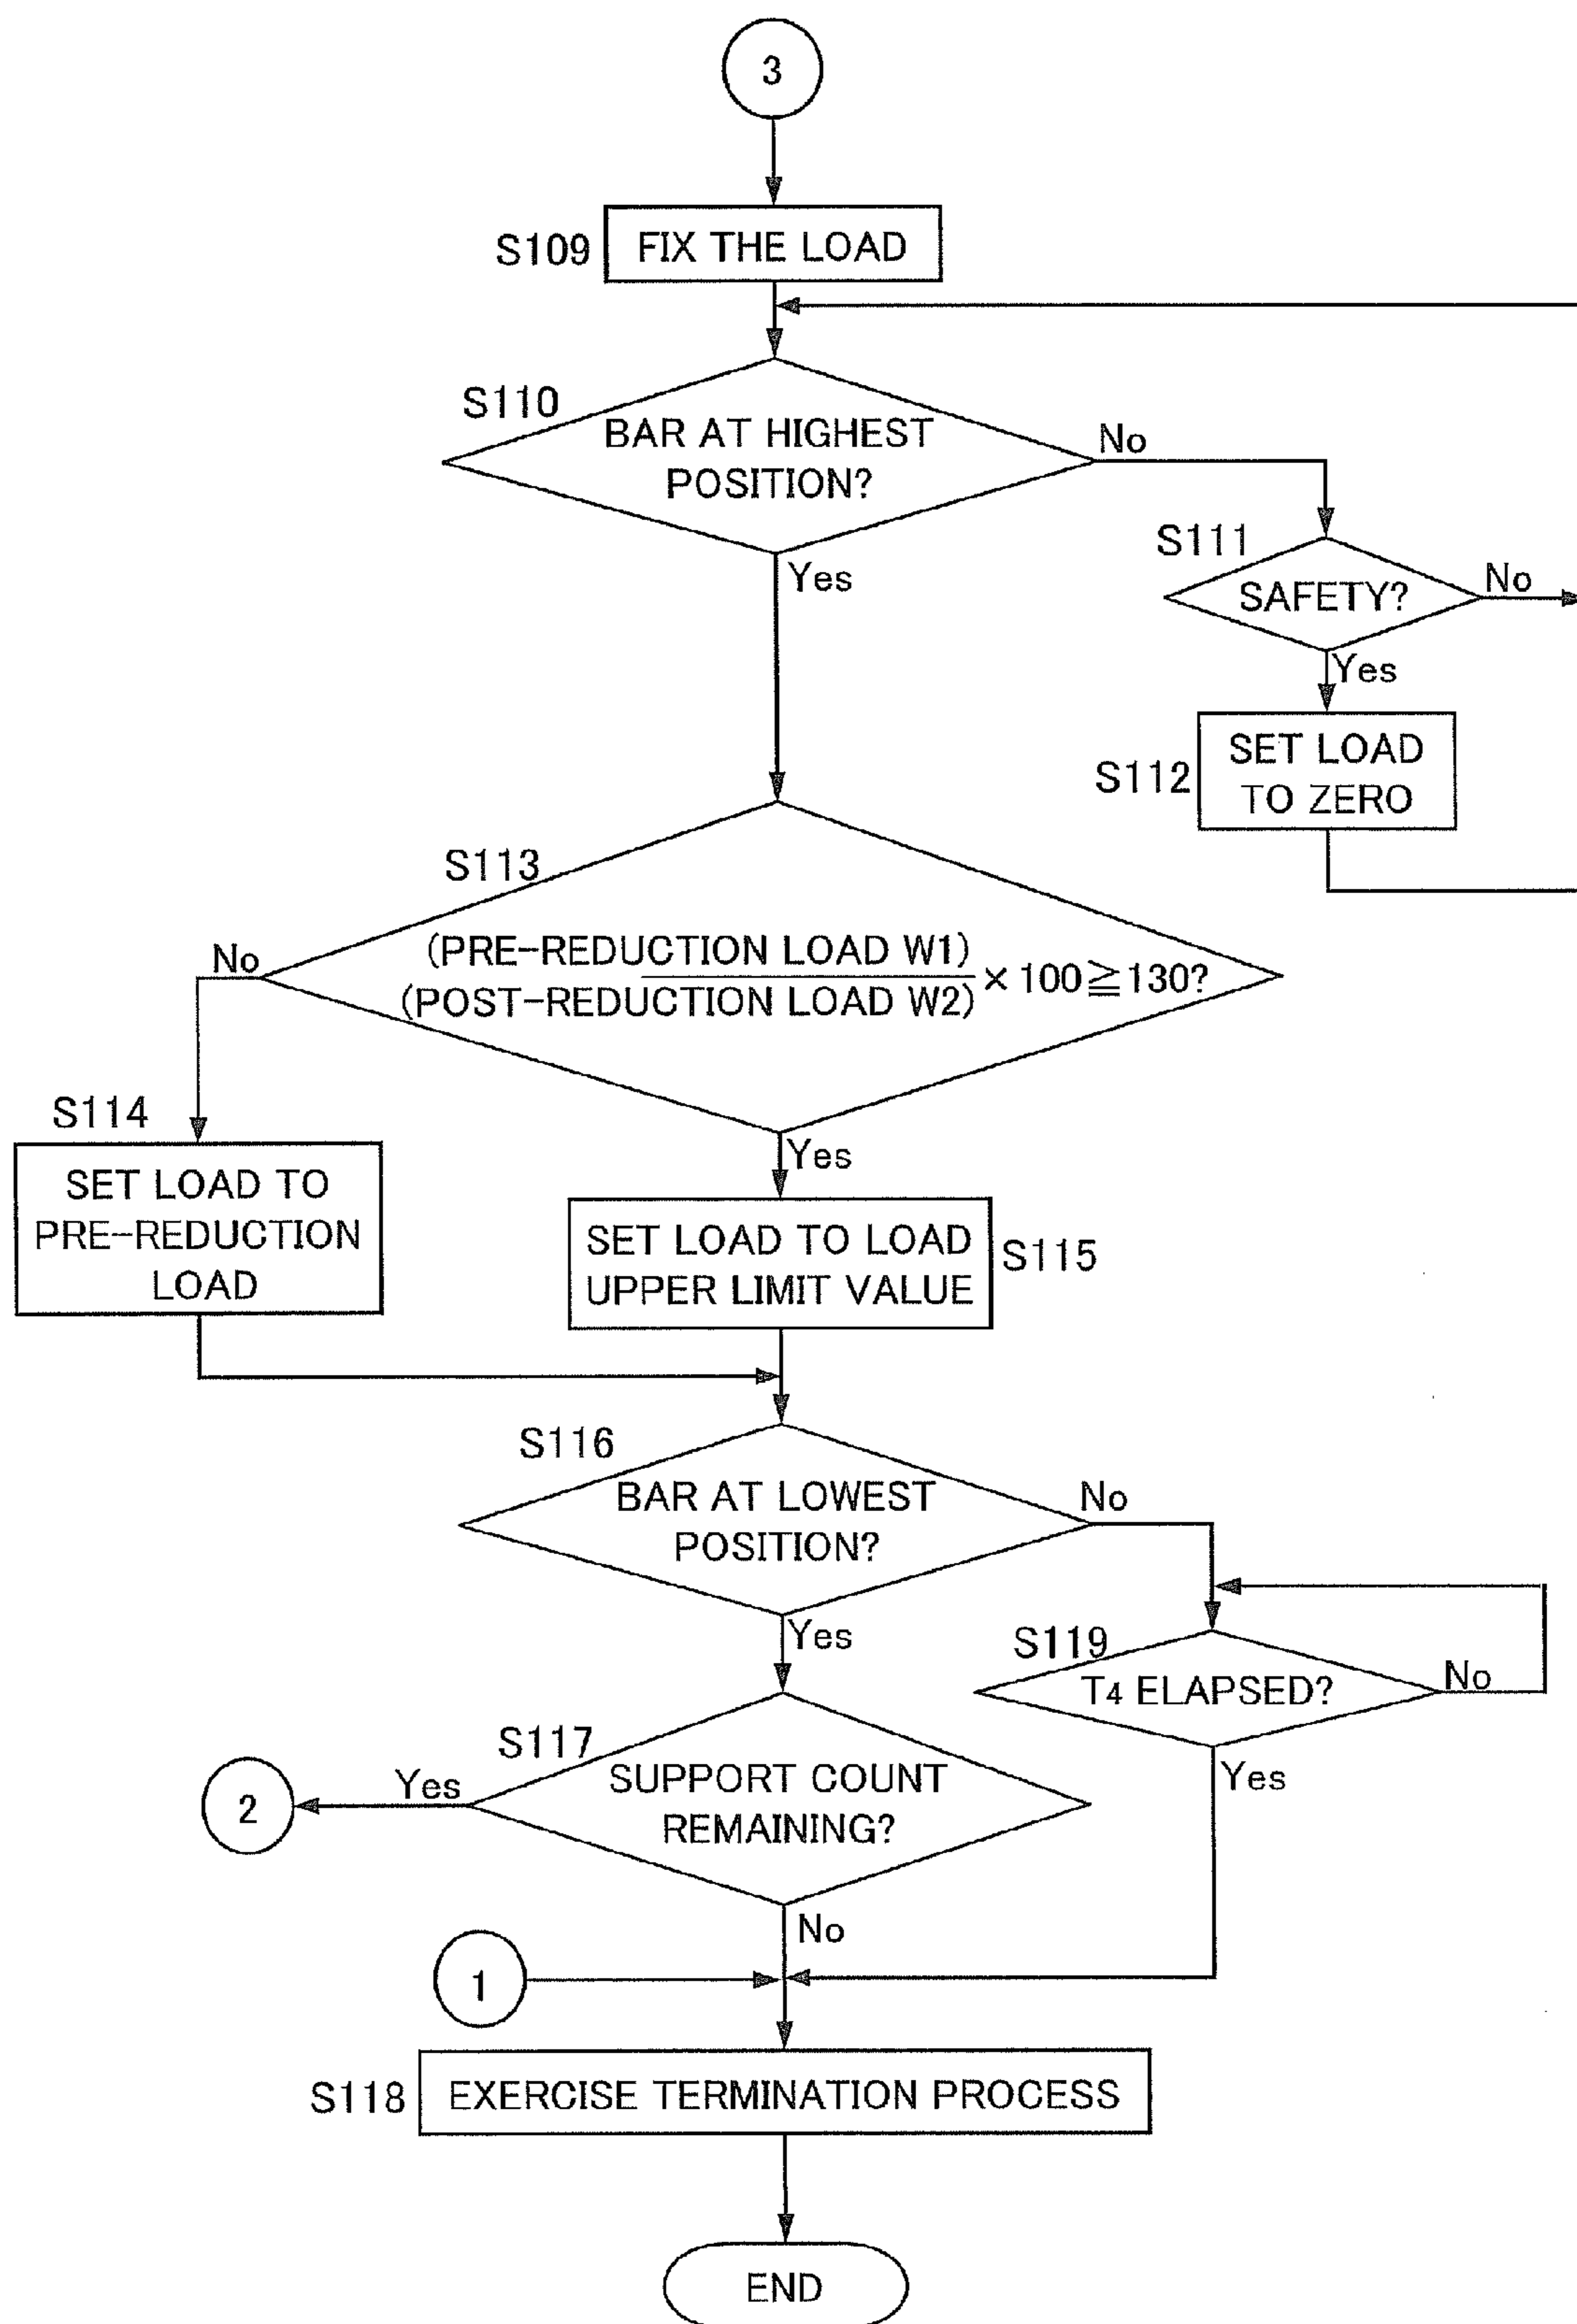 3
S109
FIX THE LOAD
S110
BAR AT HIGHEST
POSITION?
No
Yes
S111
SAFETY?
No
Yes
S112
SET LOAD
TO ZERO
S113
(PRE-REDUCTION LOAD W1)
(POST-REDUCTION LOAD W2)
× 100≧130?
No
Yes
S114
SET LOAD TO
PRE-REDUCTION
LOAD
SET LOAD TO LOAD
UPPER LIMIT VALUE
S115
S116
BAR AT LOWEST
POSITION?
No
Yes
S119
T4 ELAPSED?
No
Yes
S117
SUPPORT COUNT
REMAINING?
Yes
2
No
1
S118
EXERCISE TERMINATION PROCESS
END